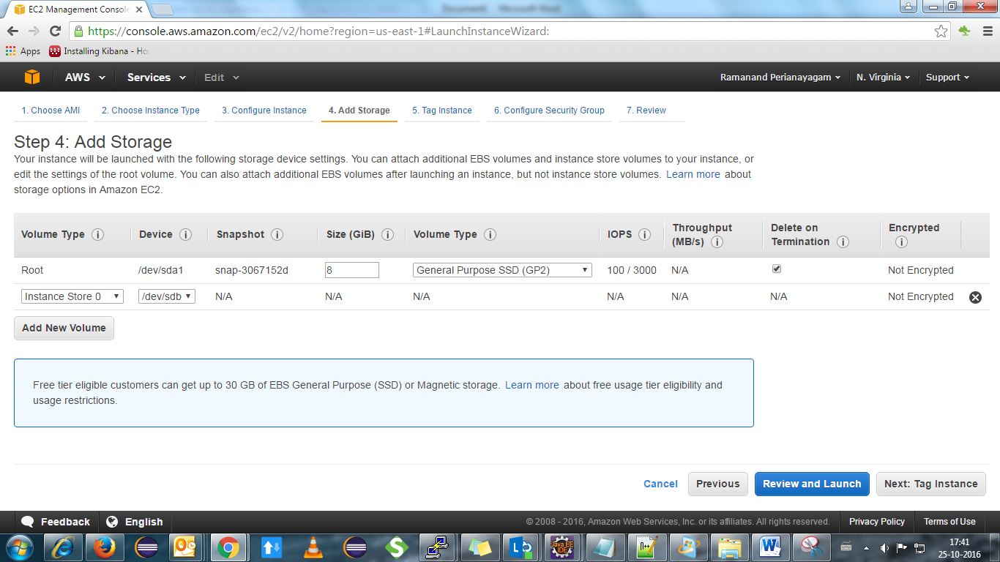 EC2 Management Console
Document1 - Microsoft Word
https://console.aws.amazon.com/ec2/v2/home?region=us-east-1#LaunchInstanceWizard:
Apps Installing Kibana - Ho
AWS Services Edit Ramanand Perianayagam N. Virginia Support
1. Choose AMI 2. Choose Instance Type 3. Configure Instance 4. Add Storage 5. Tag Instance 6. Configure Security Group 7. Review
Step 4: Add Storage
Your instance will be launched with the following storage device settings. You can attach additional EBS volumes and instance store volumes to your instance, or
edit the settings of the root volume. You can also attach additional EBS volumes after launching an instance, but not instance store volumes. Learn more about
storage options in Amazon EC2.
Volume Type i Device i Snapshot i Size (GiB) i Volume Type i IOPS i Throughput (MB/s) i Delete on Termination i Encrypted i
Root /dev/sda1 snap-3067152d 8 General Purpose SSD (GP2) 100 / 3000 N/A Not Encrypted
Instance Store 0 /dev/sdb N/A N/A N/A N/A N/A N/A Not Encrypted
Add New Volume
Free tier eligible customers can get up to 30 GB of EBS General Purpose (SSD) or Magnetic storage. Learn more about free usage tier eligibility and
usage restrictions.
Cancel Previous Review and Launch Next: Tag Instance
Feedback English © 2008 - 2016, Amazon Web Services, Inc. or its affiliates. All rights reserved. Privacy Policy Terms of Use
17:41
25-10-2016